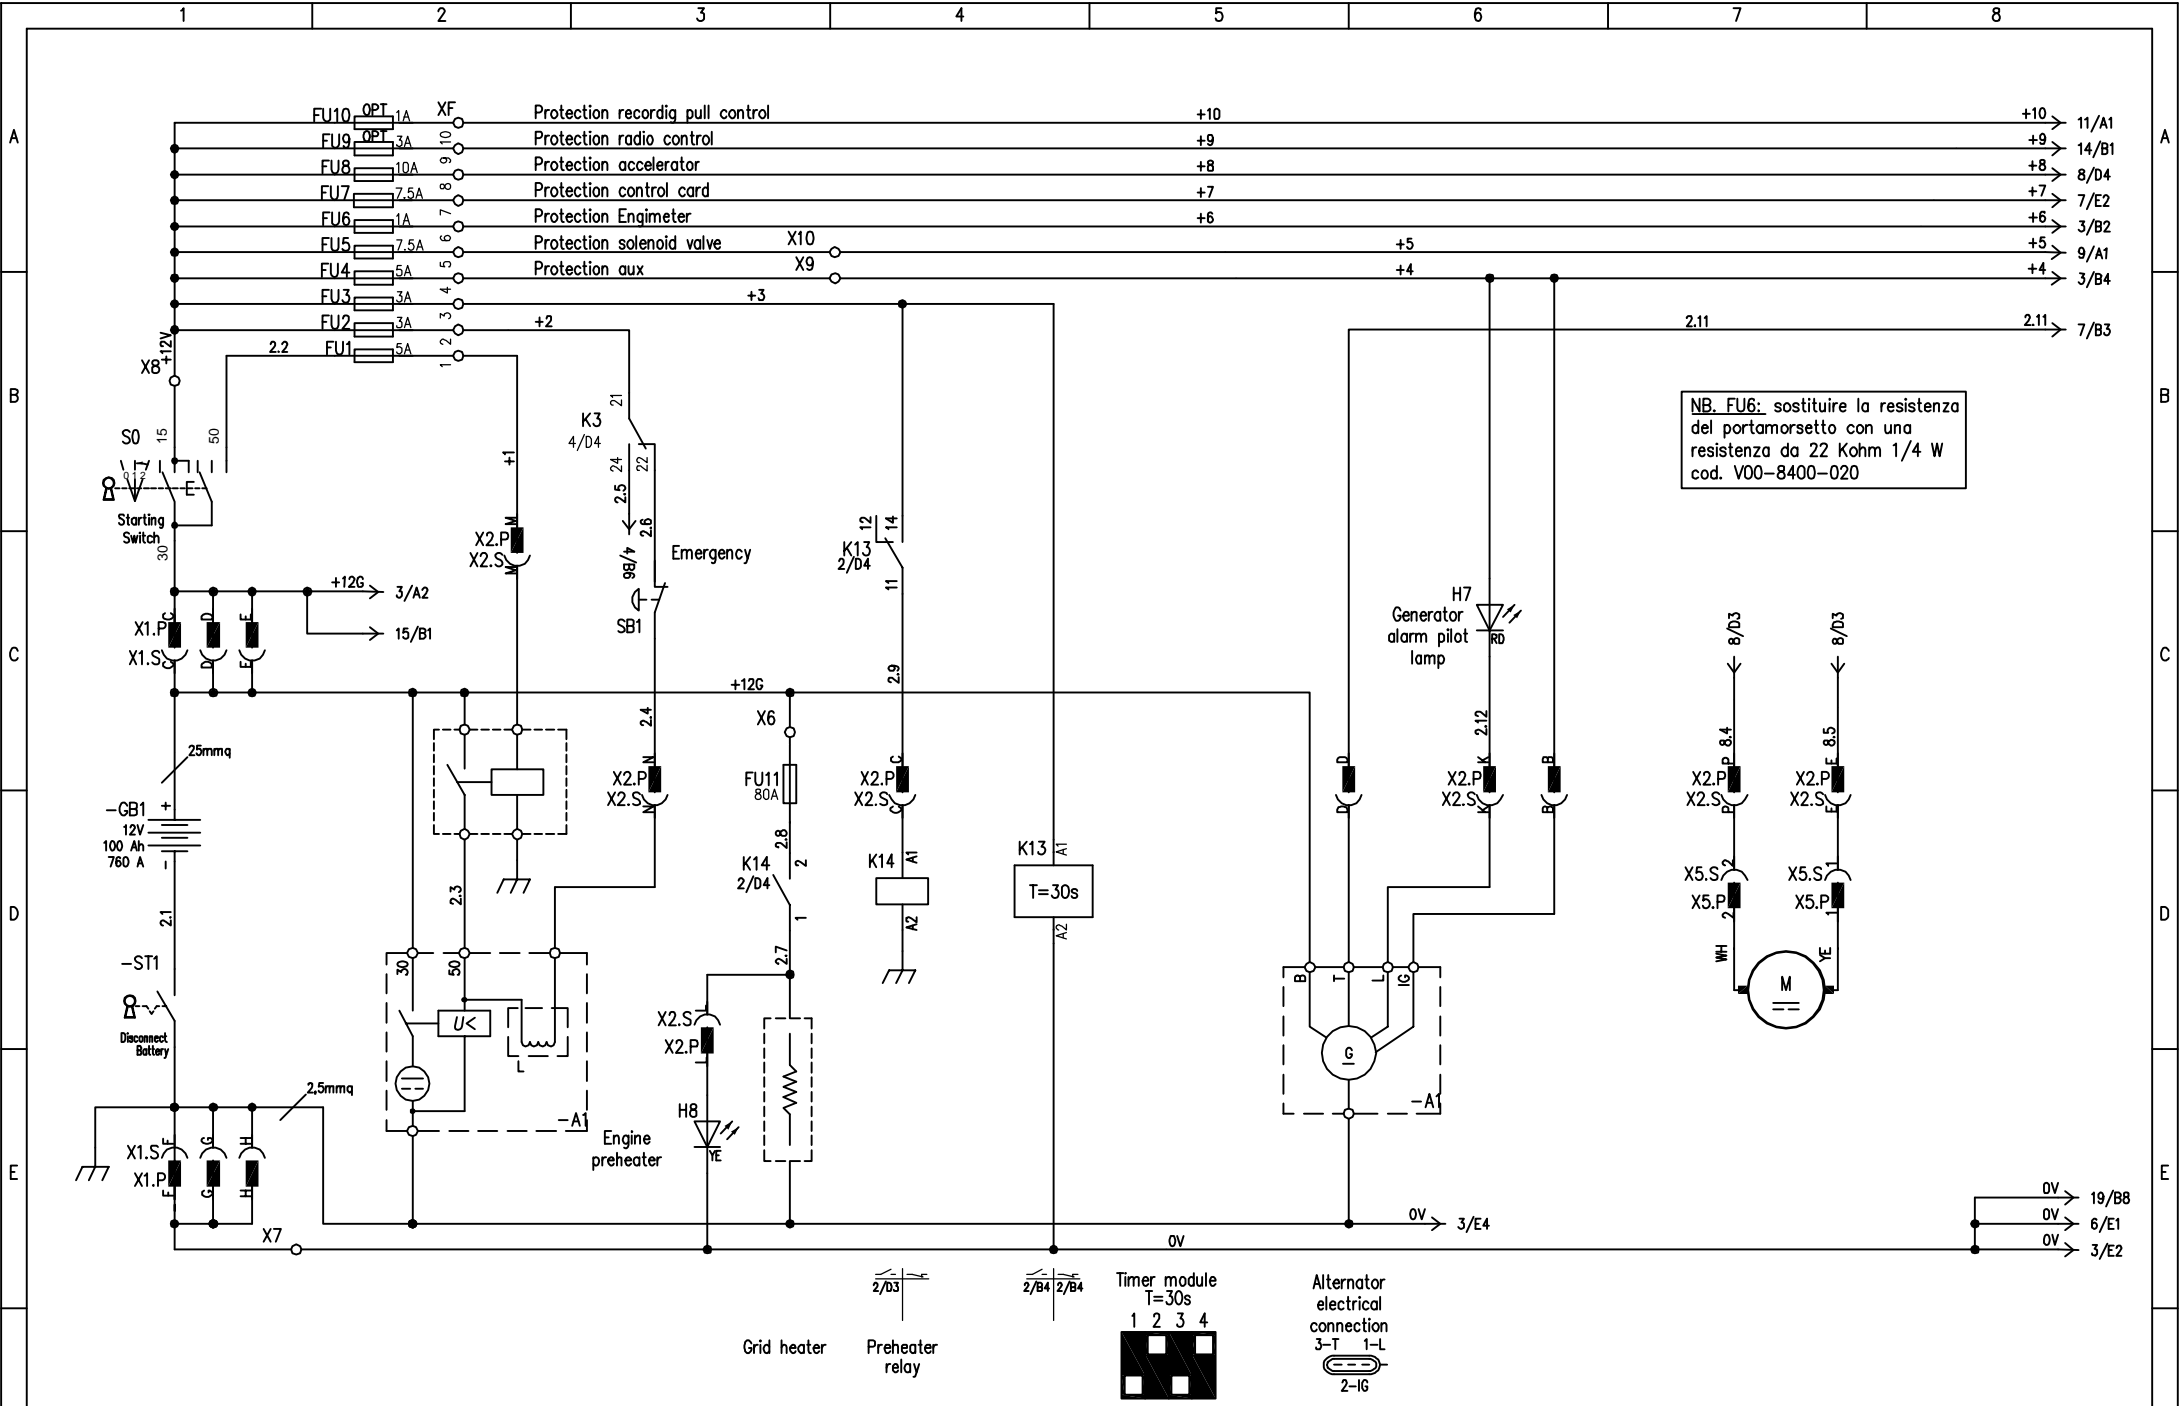 1 2 3 4 5 6 7 8
A A
B B
C C
D D
E E
FU10 OPT 1A XF Protection recordig pull control +10 +10 11/A1
FU9 OPT 3A 10 Protection radio control +9 +9 14/B1
FU8 10A 9 Protection accelerator +8 +8 8/D4
FU7 7.5A 8 Protection control card +7 +7 7/E2
FU6 1A 7 Protection Engimeter +6 +6 3/B2
FU5 7.5A 6 Protection solenoid valve X10 +5 +5 9/A1
FU4 5A 5 Protection aux X9 +4 +4 3/B4
FU3 3A 4 +3
FU2 3A 3 +2 2.11 2.11 7/B3
2.2 FU1 5A 2
1
+12V
X8
S0 15 50
0 1 2
E
Starting
Switch
30
+1
X2.P M
X2.S M
K3
4/D4
21
24 22
2.5 2.6
4/B6
Emergency
SB1
2.4
12 14
K13
2/D4
11
2.9
NB. FU6: sostituire la resistenza
del portamorsetto con una
resistenza da 22 Kohm 1/4 W
cod. V00-8400-020
+12G 3/A2
15/B1
X1.P C D E
X1.S C D E
+12G
H7
Generator
alarm pilot
lamp
RD
2.12
8/D3 8/D3
8.4 8.5
25mmq
-GB1 +
12V
100 Ah
760 A
-
2.1
-ST1
Disconnect
Battery
2.3
X2.P N
X2.S N
X6
FU11
80A
2.8
K14
2/D4
2
1
2.7
X2.P C
X2.S C
K14 A1
A2
K13 A1
T=30s
A2
D
D
X2.P K
X2.S K
B
B
X2.P P
X2.S P
X2.P E
X2.S E
X5.S 2
X5.P 2
X5.S 1
X5.P 1
WH YE
M
30 50
U<
L
-A1
X2.S L
X2.P L
H8
YE
Engine
preheater
B T L IG
G
-A1
2,5mmq
X1.S F G H
X1.P F G H
X7
0V 3/E4
0V
0V 19/B8
0V 6/E1
0V 3/E2
2/D3
2/B4 2/B4
Timer module
T=30s
1 2 3 4
Alternator
electrical
connection
3-T 1-L
2-IG
Grid heater
Preheater
relay